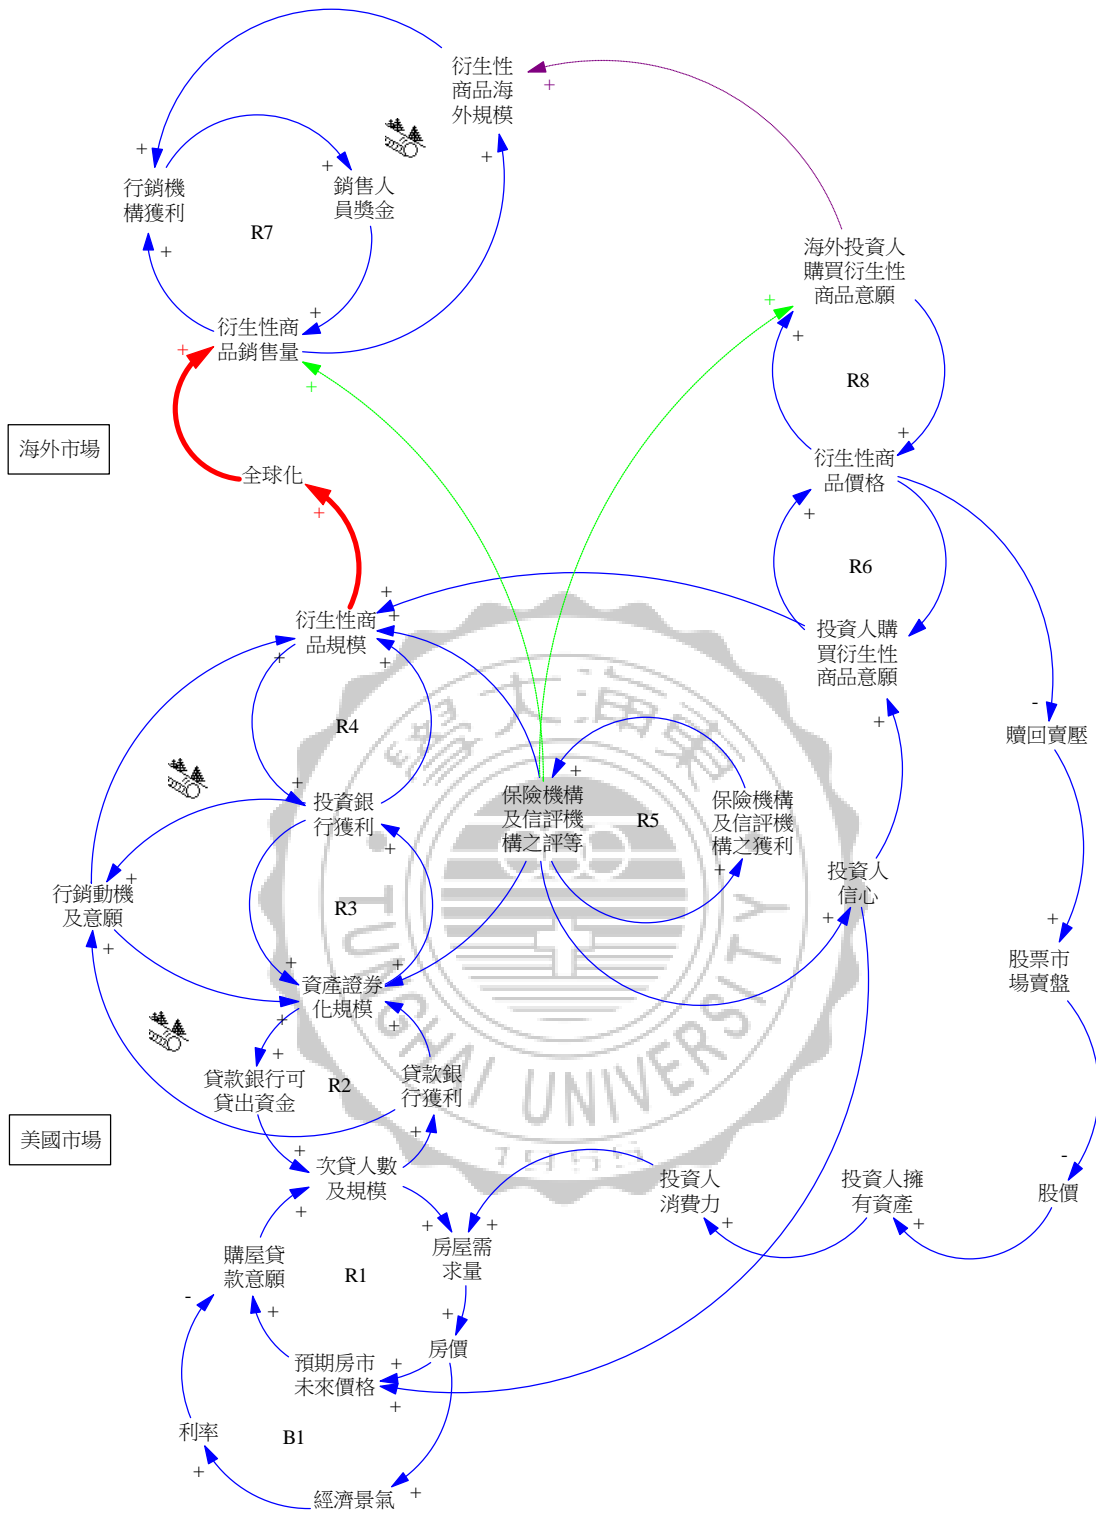 衍生性
商品海
外規模
+
+
行銷機
構獲利
+
銷售人
員獎金
+
R7
+
+
衍生性商
品銷售量
+
+
+
海外投資人
購買衍生性
商品意願
+
+
R8
+
衍生性商
品價格
海外市場
全球化
+
+
R6
投資人購
買衍生性
商品意願
+
衍生性商
品規模
+
+
+
+
R4
-
贖回賣壓
+
投資銀
行獲利
+
保險機構
及信評機
構之評等
+
R5
保險機構
及信評機
構之獲利
+
投資人
信心
+
行銷動機
及意願
+
+
R3
+
股票市
場賣盤
+
+
資產證券
化規模
+
+
+
貸款銀行可
貸出資金
R2
貸款銀
行獲利
+
美國市場
+
次貸人數
及規模
+
投資人
消費力
+
投資人擁
有資產
+
-
股價
+
+
房屋需
求量
購屋貸
款意願
-
+
R1
+
房價
預期房市
未來價格
+
+
利率
+
B1
經濟景氣
+
學大海東
TUNGHAI UNIVERSITY
1955